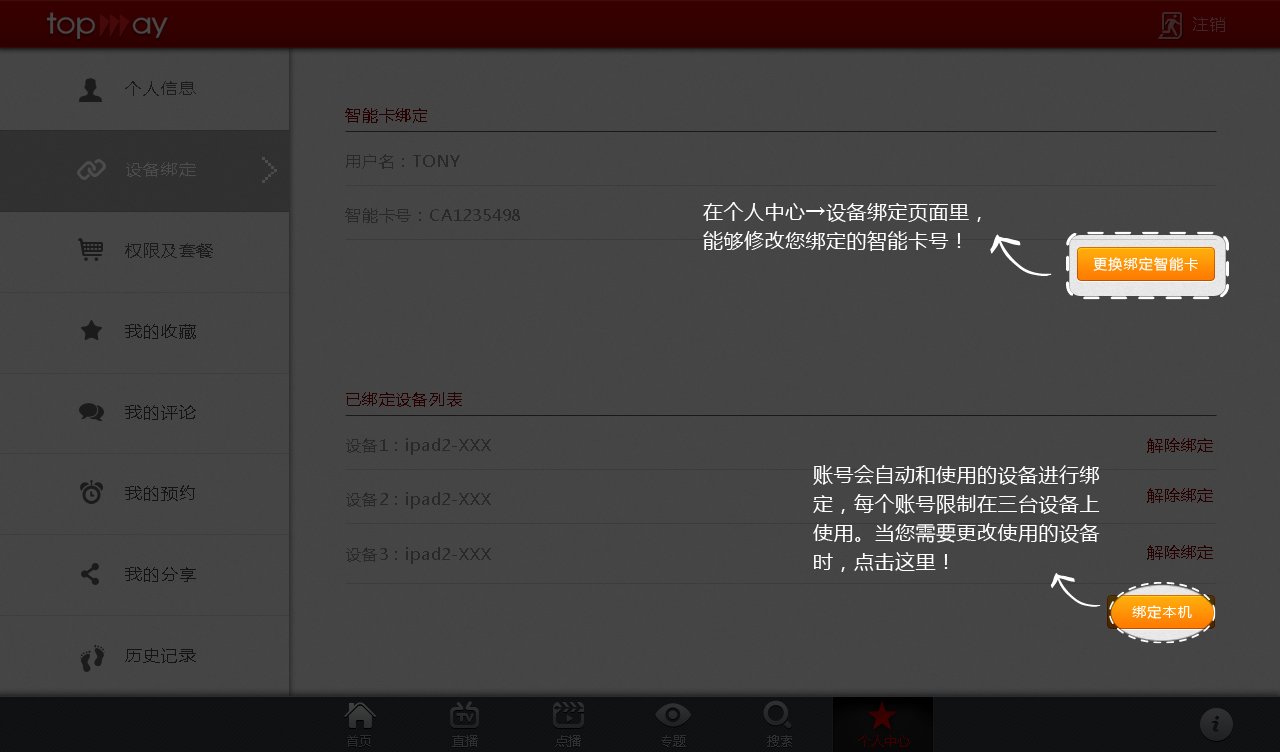 topway
注销
个人信息
设备绑定
权限及套餐
我的收藏
我的评论
我的预约
我的分享
历史记录
智能卡绑定
用户名：TONY
智能卡号：CA1235498
在个人中心→设备绑定页面里，
能够修改您绑定的智能卡号！
更换绑定智能卡
已绑定设备列表
设备1：ipad2-XXX
解除绑定
设备2：ipad2-XXX
解除绑定
设备3：ipad2-XXX
解除绑定
账号会自动和使用的设备进行绑
定，每个账号限制在三台设备上
使用。当您需要更改使用的设备
时，点击这里！
绑定本机
首页
TV
直播
点播
专题
搜索
个人中心
i